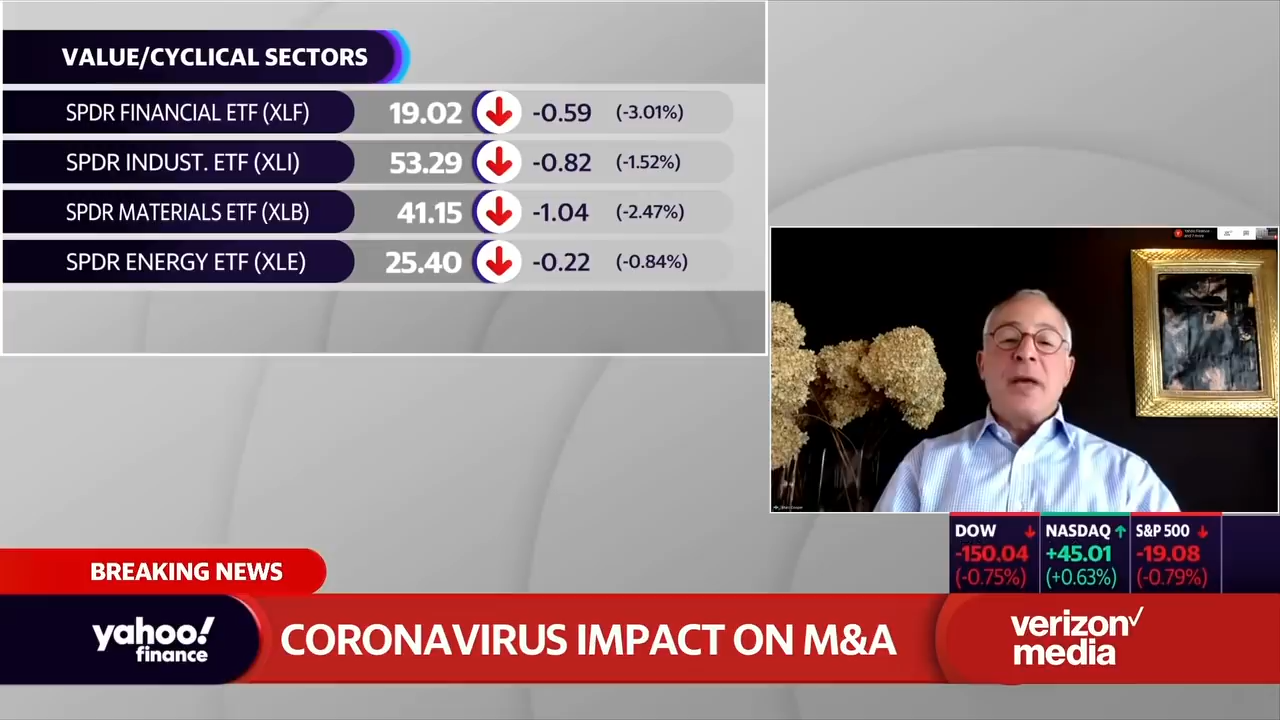 VALUE/CYCLICAL SECTORS
SPDR FINANCIAL ETF (XLF) 19.02 -0.59 (-3.01%)
SPDR INDUST. ETF (XLI) 53.29 -0.82 (-1.52%)
SPDR MATERIALS ETF (XLB) 41.15 -1.04 (-2.47%)
SPDR ENERGY ETF (XLE) 25.40 -0.22 (-0.84%)
DOW NASDAQ S&P 500
-150.04 +45.01 -19.08
(-0.75%) (+0.63%) (-0.79%)
BREAKING NEWS
yahoo!
finance
CORONAVIRUS IMPACT ON M&A
verizon
media